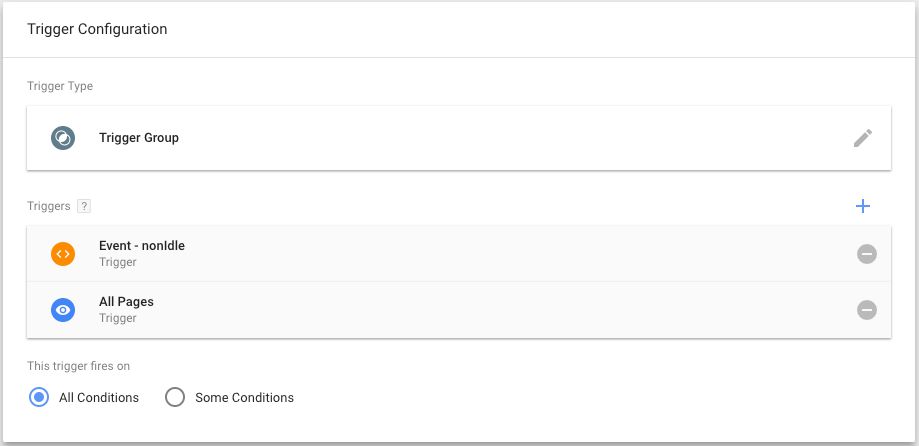 Trigger Configuration
Trigger Type
Trigger Group
Triggers ?
Event - nonIdle
Trigger
All Pages
Trigger
This trigger fires on
All Conditions Some Conditions